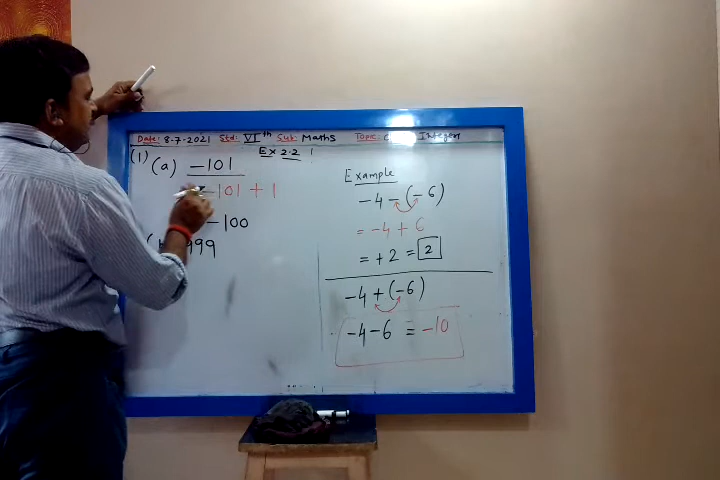 Date: 8-7-2021 Std: VIth Sub: Maths Topic: Integers
Ex 2.2
(1) (a) -101
= -101 + 1
-100
999
Example
-4 - (-6)
= -4 + 6
= +2 = 2
-4 + (-6)
-4 - 6 = -10